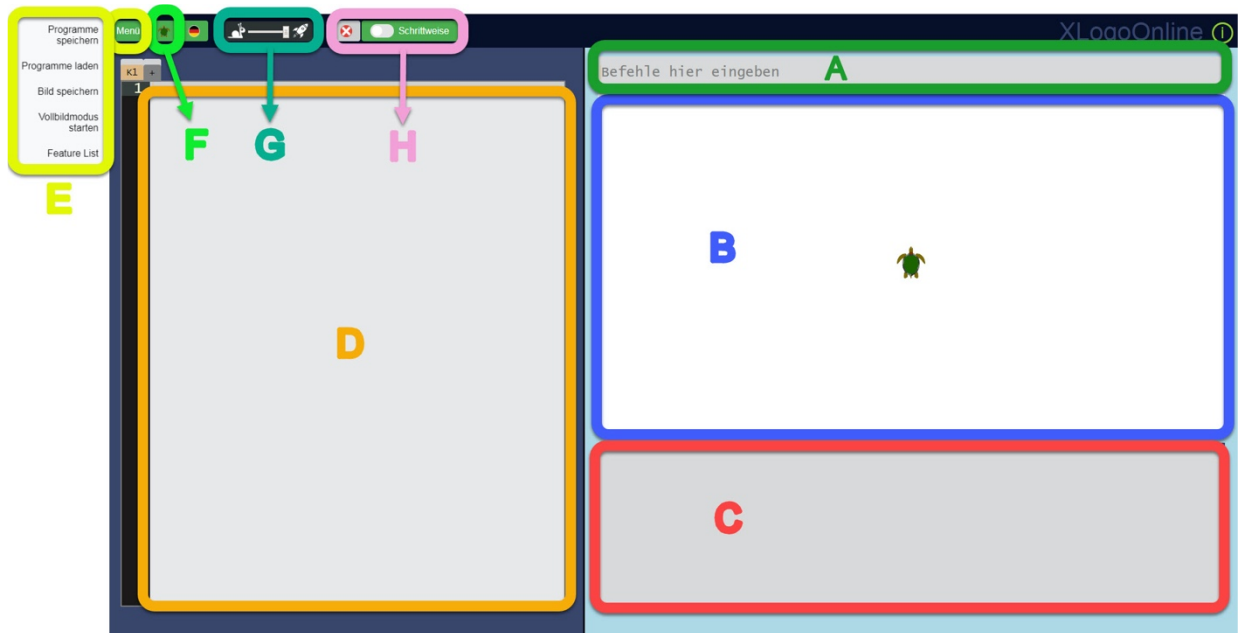 Programme
speichern
Programme laden
Bild speichern
Vollbildmodus
starten
Feature List
E
Menü
Schrittweise
F
G
H
K1 +
1
D
XLogoOnline
Befehle hier eingeben
A
B
C